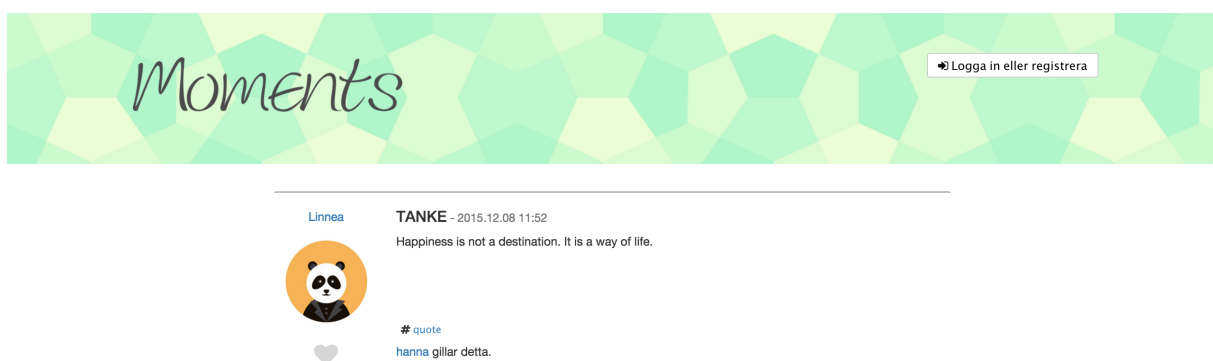 Moments
Logga in eller registrera
Linnea
TANKE - 2015.12.08 11:52
Happiness is not a destination. It is a way of life.
# quote
hanna gillar detta.